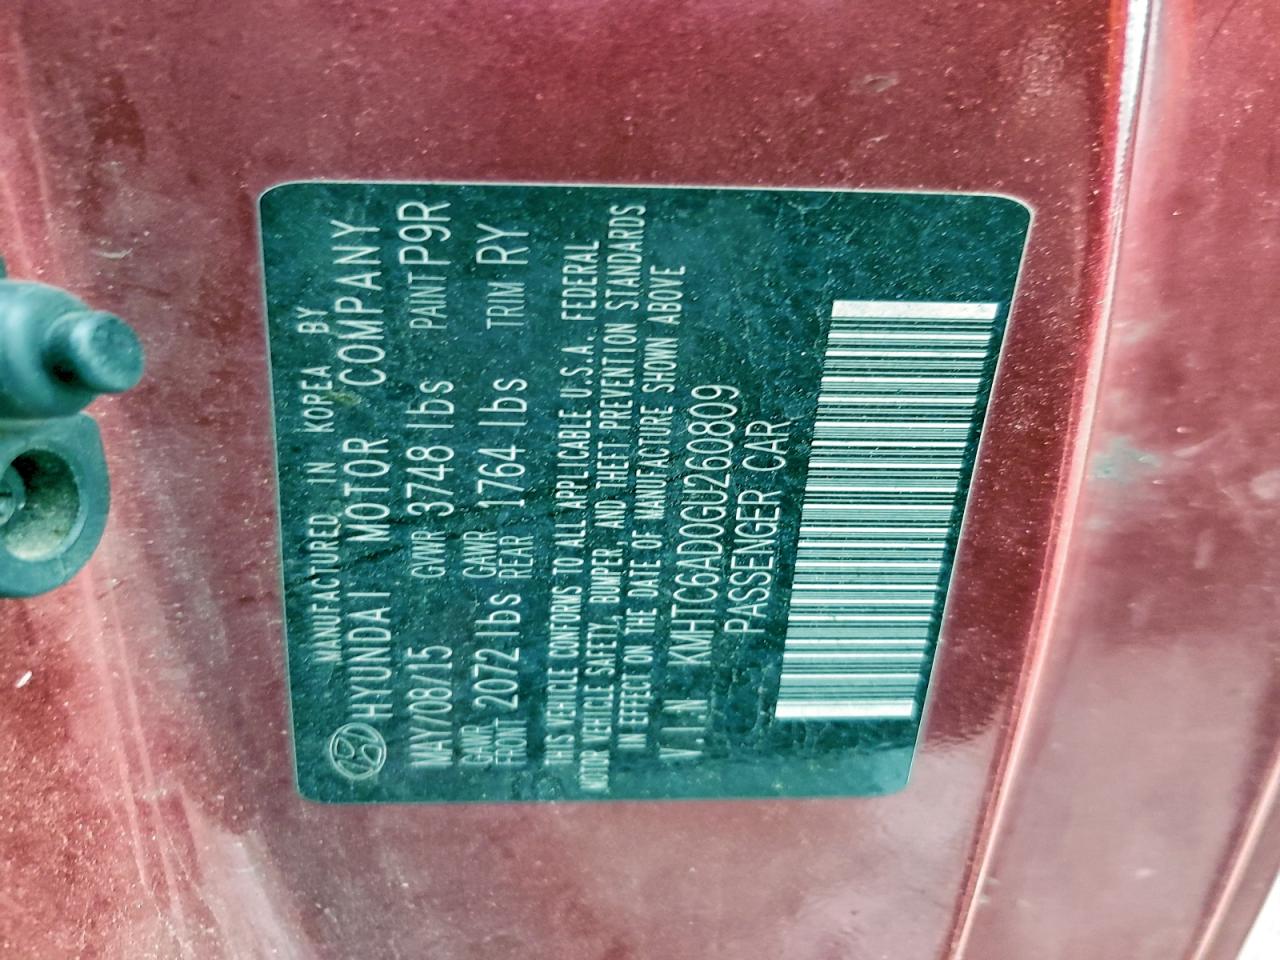 MANUFACTURED IN KOREA BY
HYUNDAI MOTOR COMPANY
MAY/08/15 GVWR 3748 lbs PAINT P9R
GAWR FRONT 2072 lbs GAWR REAR 1764 lbs TRIM RY
THIS VEHICLE CONFORMS TO ALL APPLICABLE U.S.A. FEDERAL
MOTOR VEHICLE SAFETY, BUMPER, AND THEFT PREVENTION STANDARDS
IN EFFECT ON THE DATE OF MANUFACTURE SHOWN ABOVE
V.I.N KMHTC6AD0GU260809
PASSENGER CAR